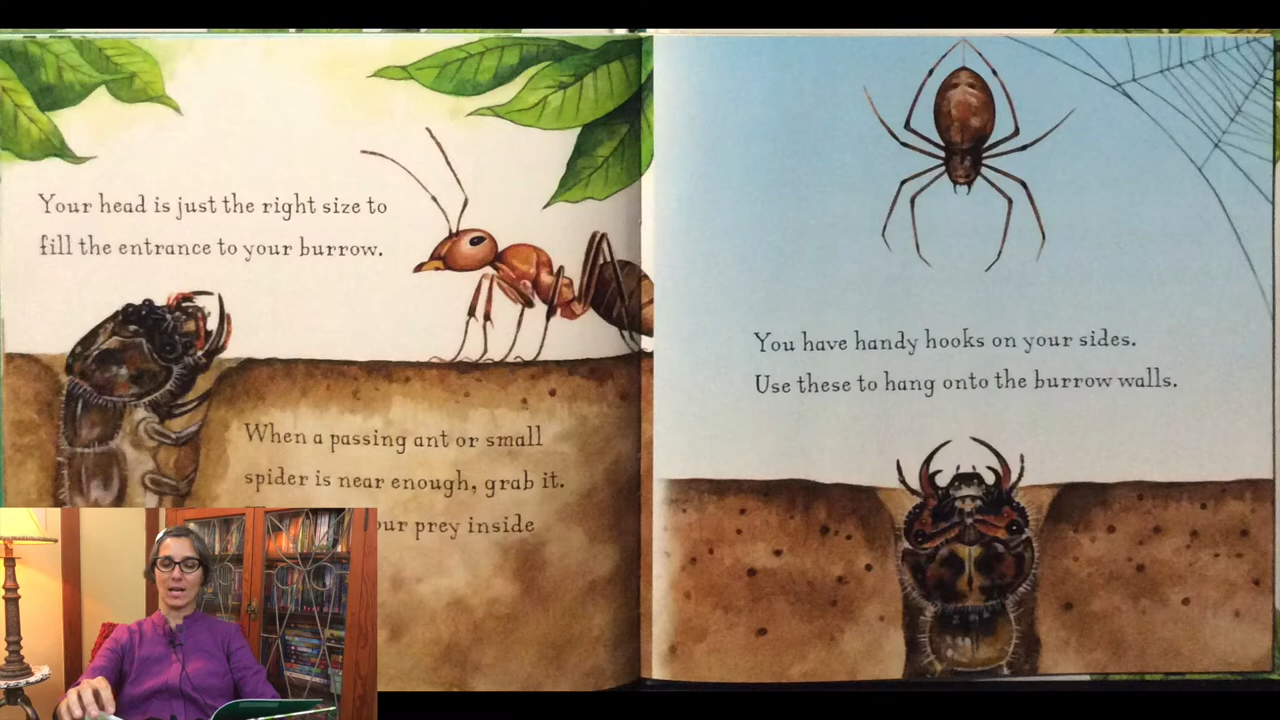 Your head is just the right size to
fill the entrance to your burrow.
When a passing ant or small
spider is near enough, grab it.
prey inside
You have handy hooks on your sides.
Use these to hang onto the burrow walls.